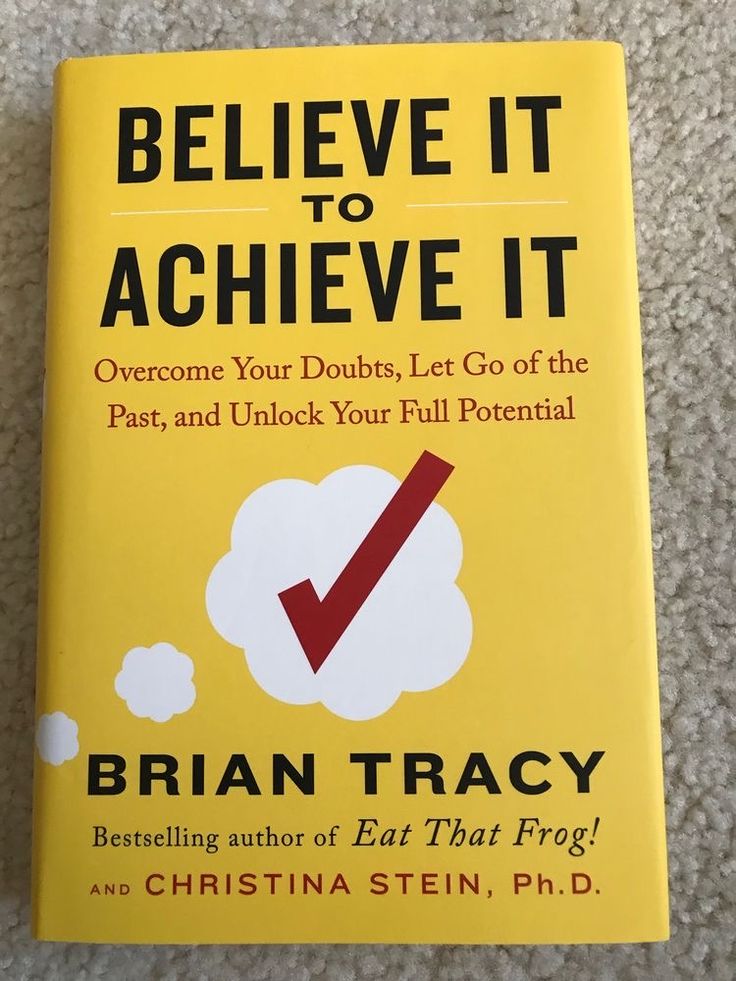 BELIEVE IT
TO
ACHIEVE IT
Overcome Your Doubts, Let Go of the
Past, and Unlock Your Full Potential
BRIAN TRACY
Bestselling author of Eat That Frog!
AND CHRISTINA STEIN, Ph.D.